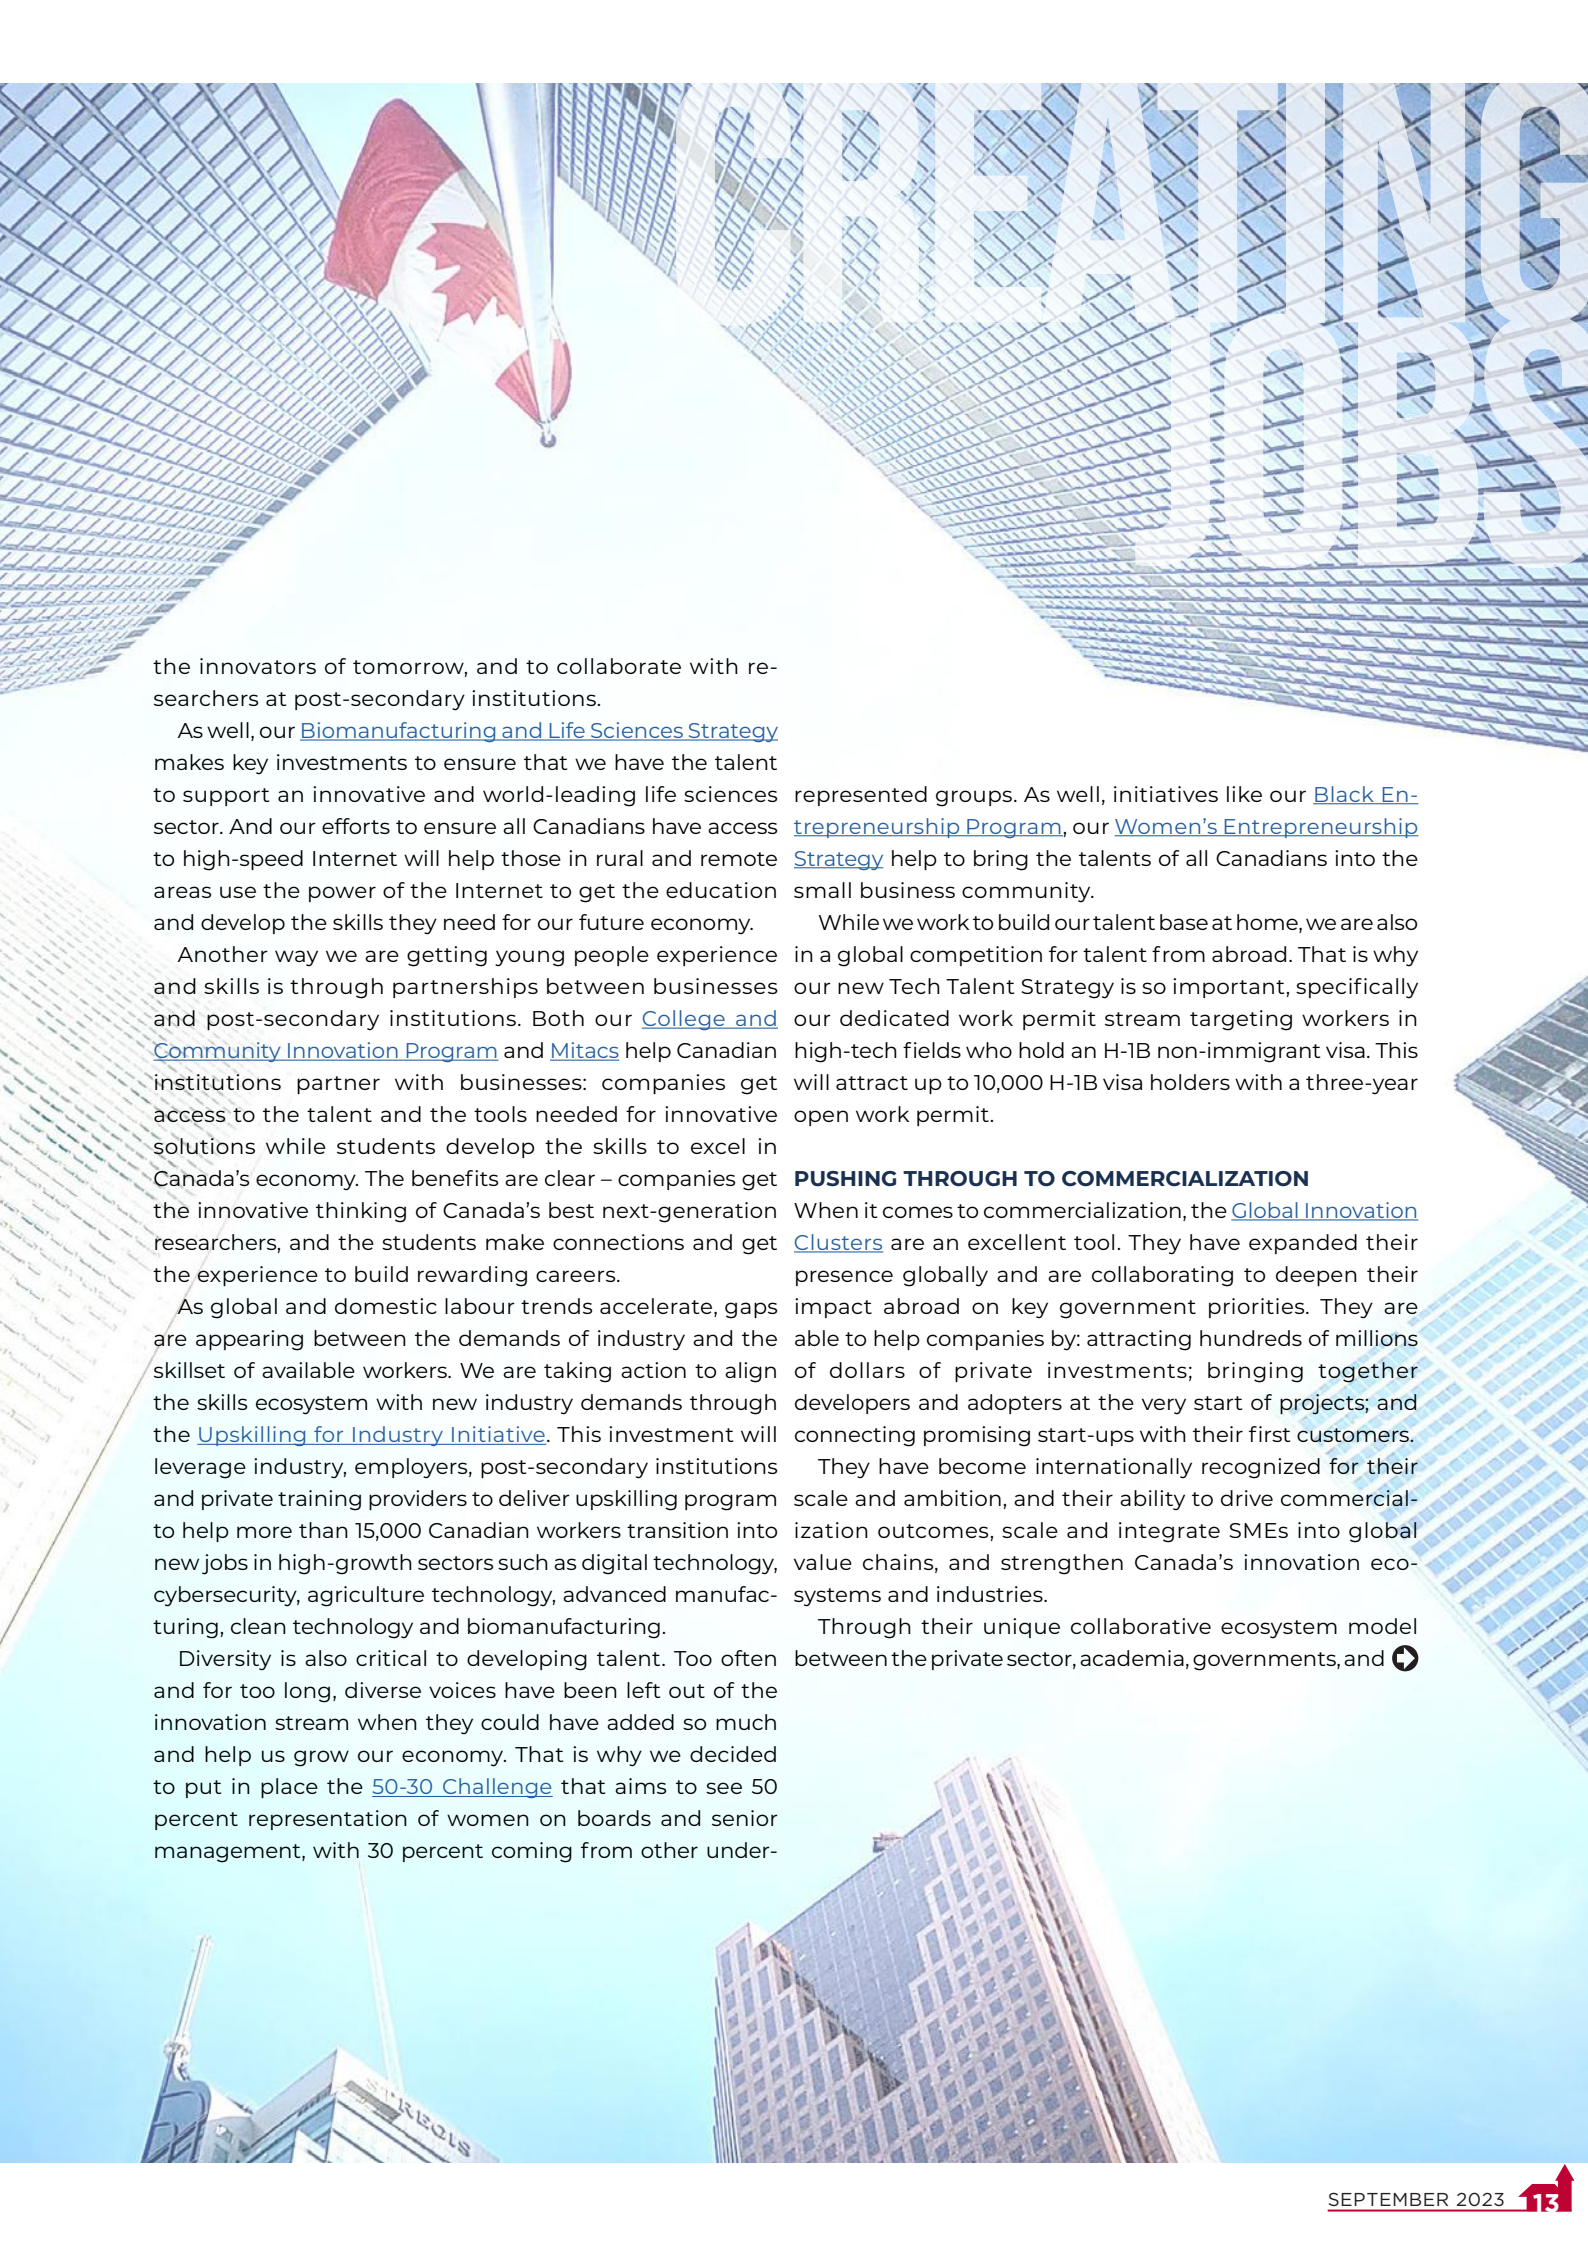 CREATING
JOBS
the innovators of tomorrow, and to collaborate with re-
searchers at post-secondary institutions.
As well, our Biomanufacturing and Life Sciences Strategy
makes key investments to ensure that we have the talent
to support an innovative and world-leading life sciences
sector. And our efforts to ensure all Canadians have access
to high-speed Internet will help those in rural and remote
areas use the power of the Internet to get the education
and develop the skills they need for our future economy.
Another way we are getting young people experience
and skills is through partnerships between businesses
and post-secondary institutions. Both our College and
Community Innovation Program and Mitacs help Canadian
institutions partner with businesses: companies get
access to the talent and the tools needed for innovative
solutions while students develop the skills to excel in
Canada's economy. The benefits are clear – companies get
the innovative thinking of Canada's best next-generation
researchers, and the students make connections and get
the experience to build rewarding careers.
As global and domestic labour trends accelerate, gaps
are appearing between the demands of industry and the
skillset of available workers. We are taking action to align
the skills ecosystem with new industry demands through
the Upskilling for Industry Initiative. This investment will
leverage industry, employers, post-secondary institutions
and private training providers to deliver upskilling program
to help more than 15,000 Canadian workers transition into
new jobs in high-growth sectors such as digital technology,
cybersecurity, agriculture technology, advanced manufac-
turing, clean technology and biomanufacturing.
Diversity is also critical to developing talent. Too often
and for too long, diverse voices have been left out of the
innovation stream when they could have added so much
and help us grow our economy. That is why we decided
to put in place the 50-30 Challenge that aims to see 50
percent representation of women on boards and senior
management, with 30 percent coming from other under-
represented groups. As well, initiatives like our Black En-
trepreneurship Program, our Women's Entrepreneurship
Strategy help to bring the talents of all Canadians into the
small business community.
While we work to build our talent base at home, we are also
in a global competition for talent from abroad. That is why
our new Tech Talent Strategy is so important, specifically
our dedicated work permit stream targeting workers in
high-tech fields who hold an H-1B non-immigrant visa. This
will attract up to 10,000 H-1B visa holders with a three-year
open work permit.
PUSHING THROUGH TO COMMERCIALIZATION
When it comes to commercialization, the Global Innovation
Clusters are an excellent tool. They have expanded their
presence globally and are collaborating to deepen their
impact abroad on key government priorities. They are
able to help companies by: attracting hundreds of millions
of dollars of private investments; bringing together
developers and adopters at the very start of projects; and
connecting promising start-ups with their first customers.
They have become internationally recognized for their
scale and ambition, and their ability to drive commercial-
ization outcomes, scale and integrate SMEs into global
value chains, and strengthen Canada's innovation eco-
systems and industries.
Through their unique collaborative ecosystem model
between the private sector, academia, governments, and
ST REGIS
SEPTEMBER 2023 13